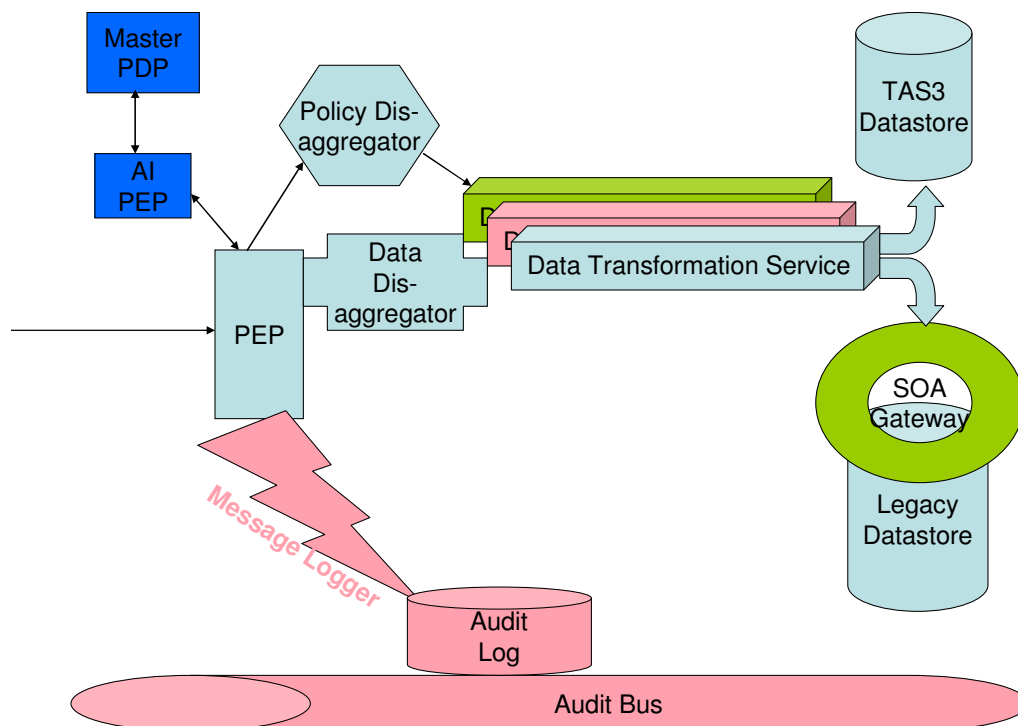 Master
PDP
AI
PEP
Policy Dis-
aggregator
TAS3
Datastore
D
D
Data Transformation Service
Data
Dis-
aggregator
PEP
SOA
Gateway
Legacy
Datastore
Message Logger
Audit
Log
Audit Bus